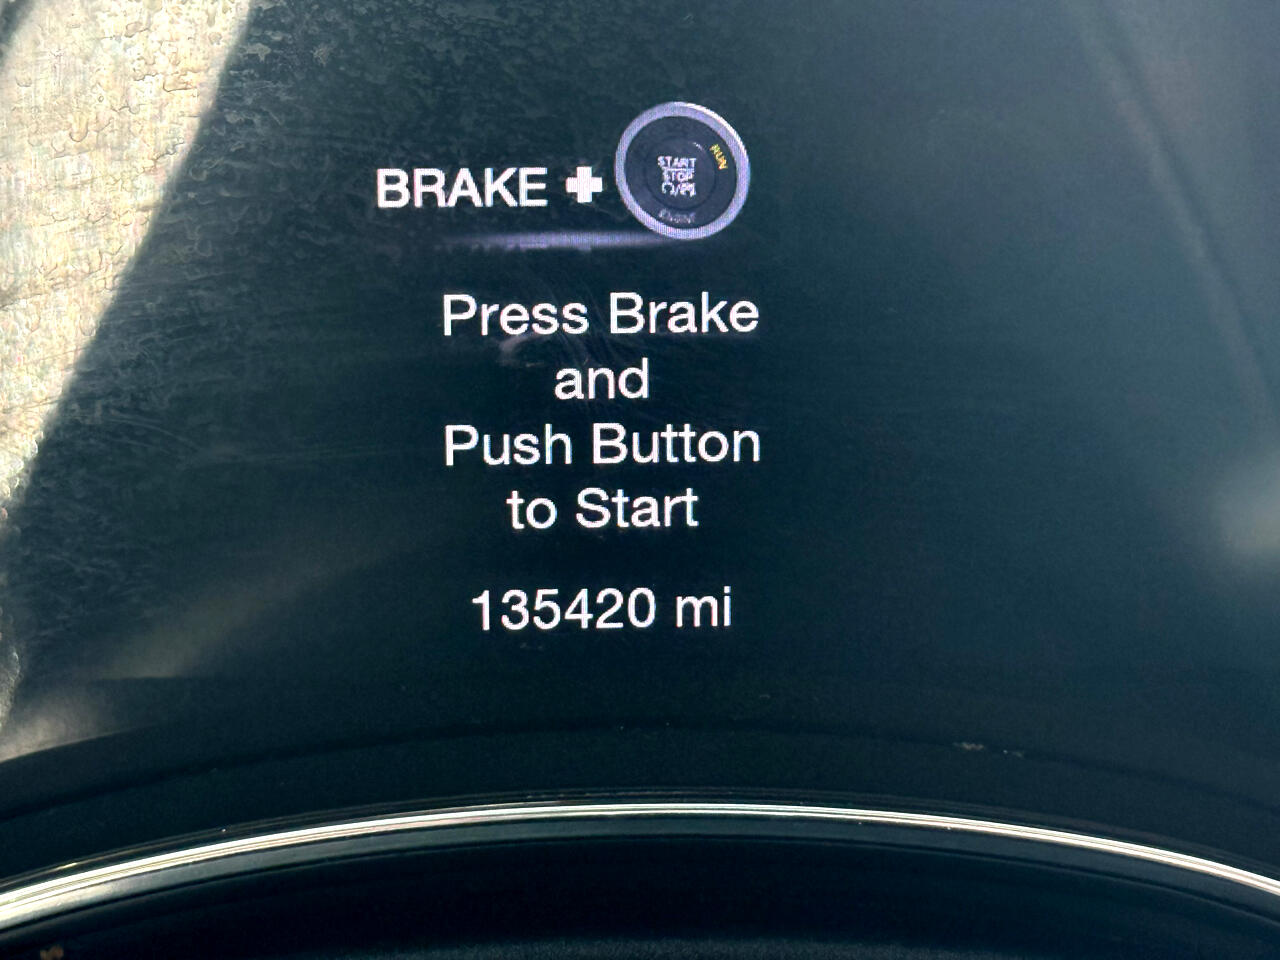 BRAKE +
START
STOP
RUN
ENGINE
Press Brake
and
Push Button
to Start
135420 mi